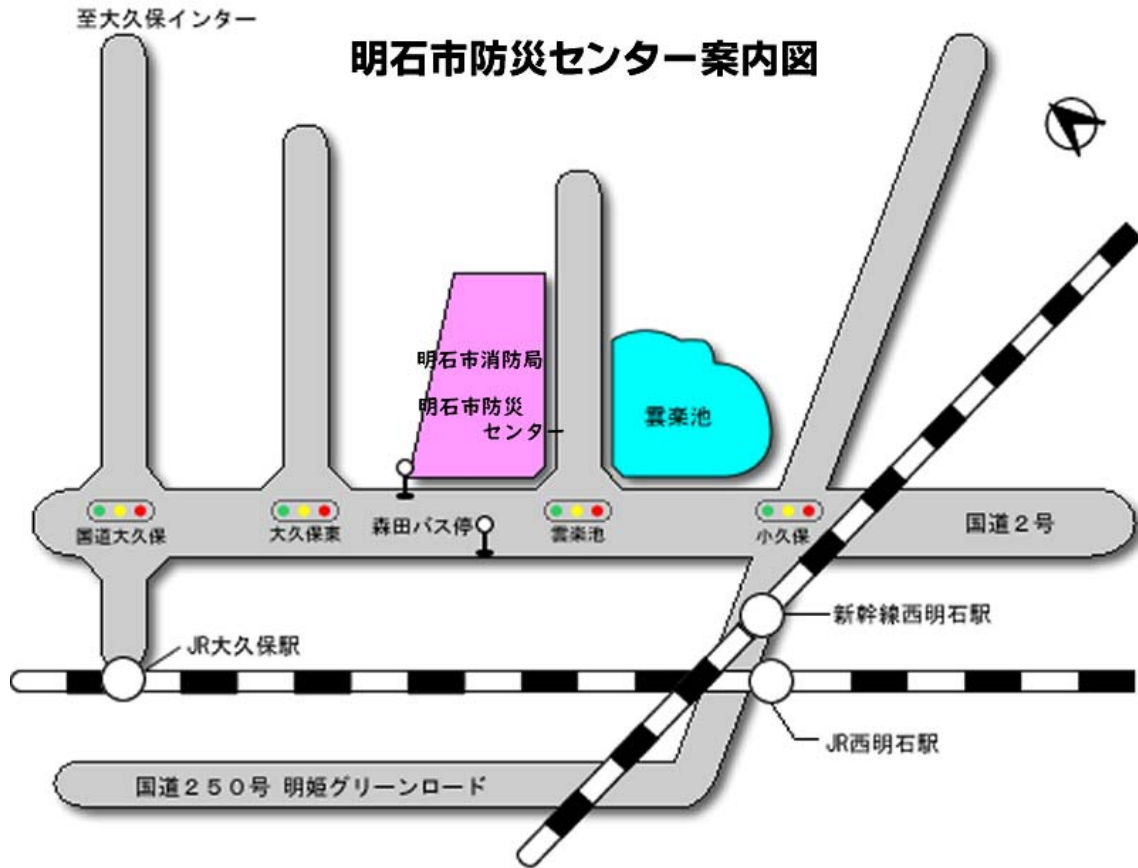 至大久保インター
明石市防災センター案内図
明石市消防局
明石市防災
センター
雲楽池
国道大久保
大久保東
森田バス停
雲楽池
小久保
国道2号
新幹線西明石駅
JR大久保駅
JR西明石駅
国道250号 明姫グリーンロード